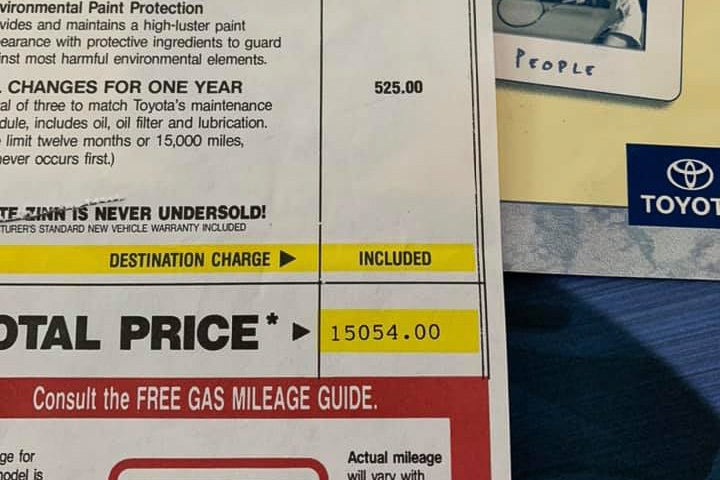 vironmental Paint Protection
vides and maintains a high-luster paint
earance with protective ingredients to guard
inst most harmful environmental elements.
PEOPLE
CHANGES FOR ONE YEAR 525.00
al of three to match Toyota's maintenance
dule, includes oil, oil filter and lubrication.
limit twelve months or 15,000 miles,
never occurs first.)
TOYOT
TE ZINN IS NEVER UNDERSOLD!
TURER'S STANDARD NEW VEHICLE WARRANTY INCLUDED
DESTINATION CHARGE ▶ INCLUDED
OTAL PRICE* ▶ 15054.00
Consult the FREE GAS MILEAGE GUIDE.
ge for
model is
Actual mileage
will vary with